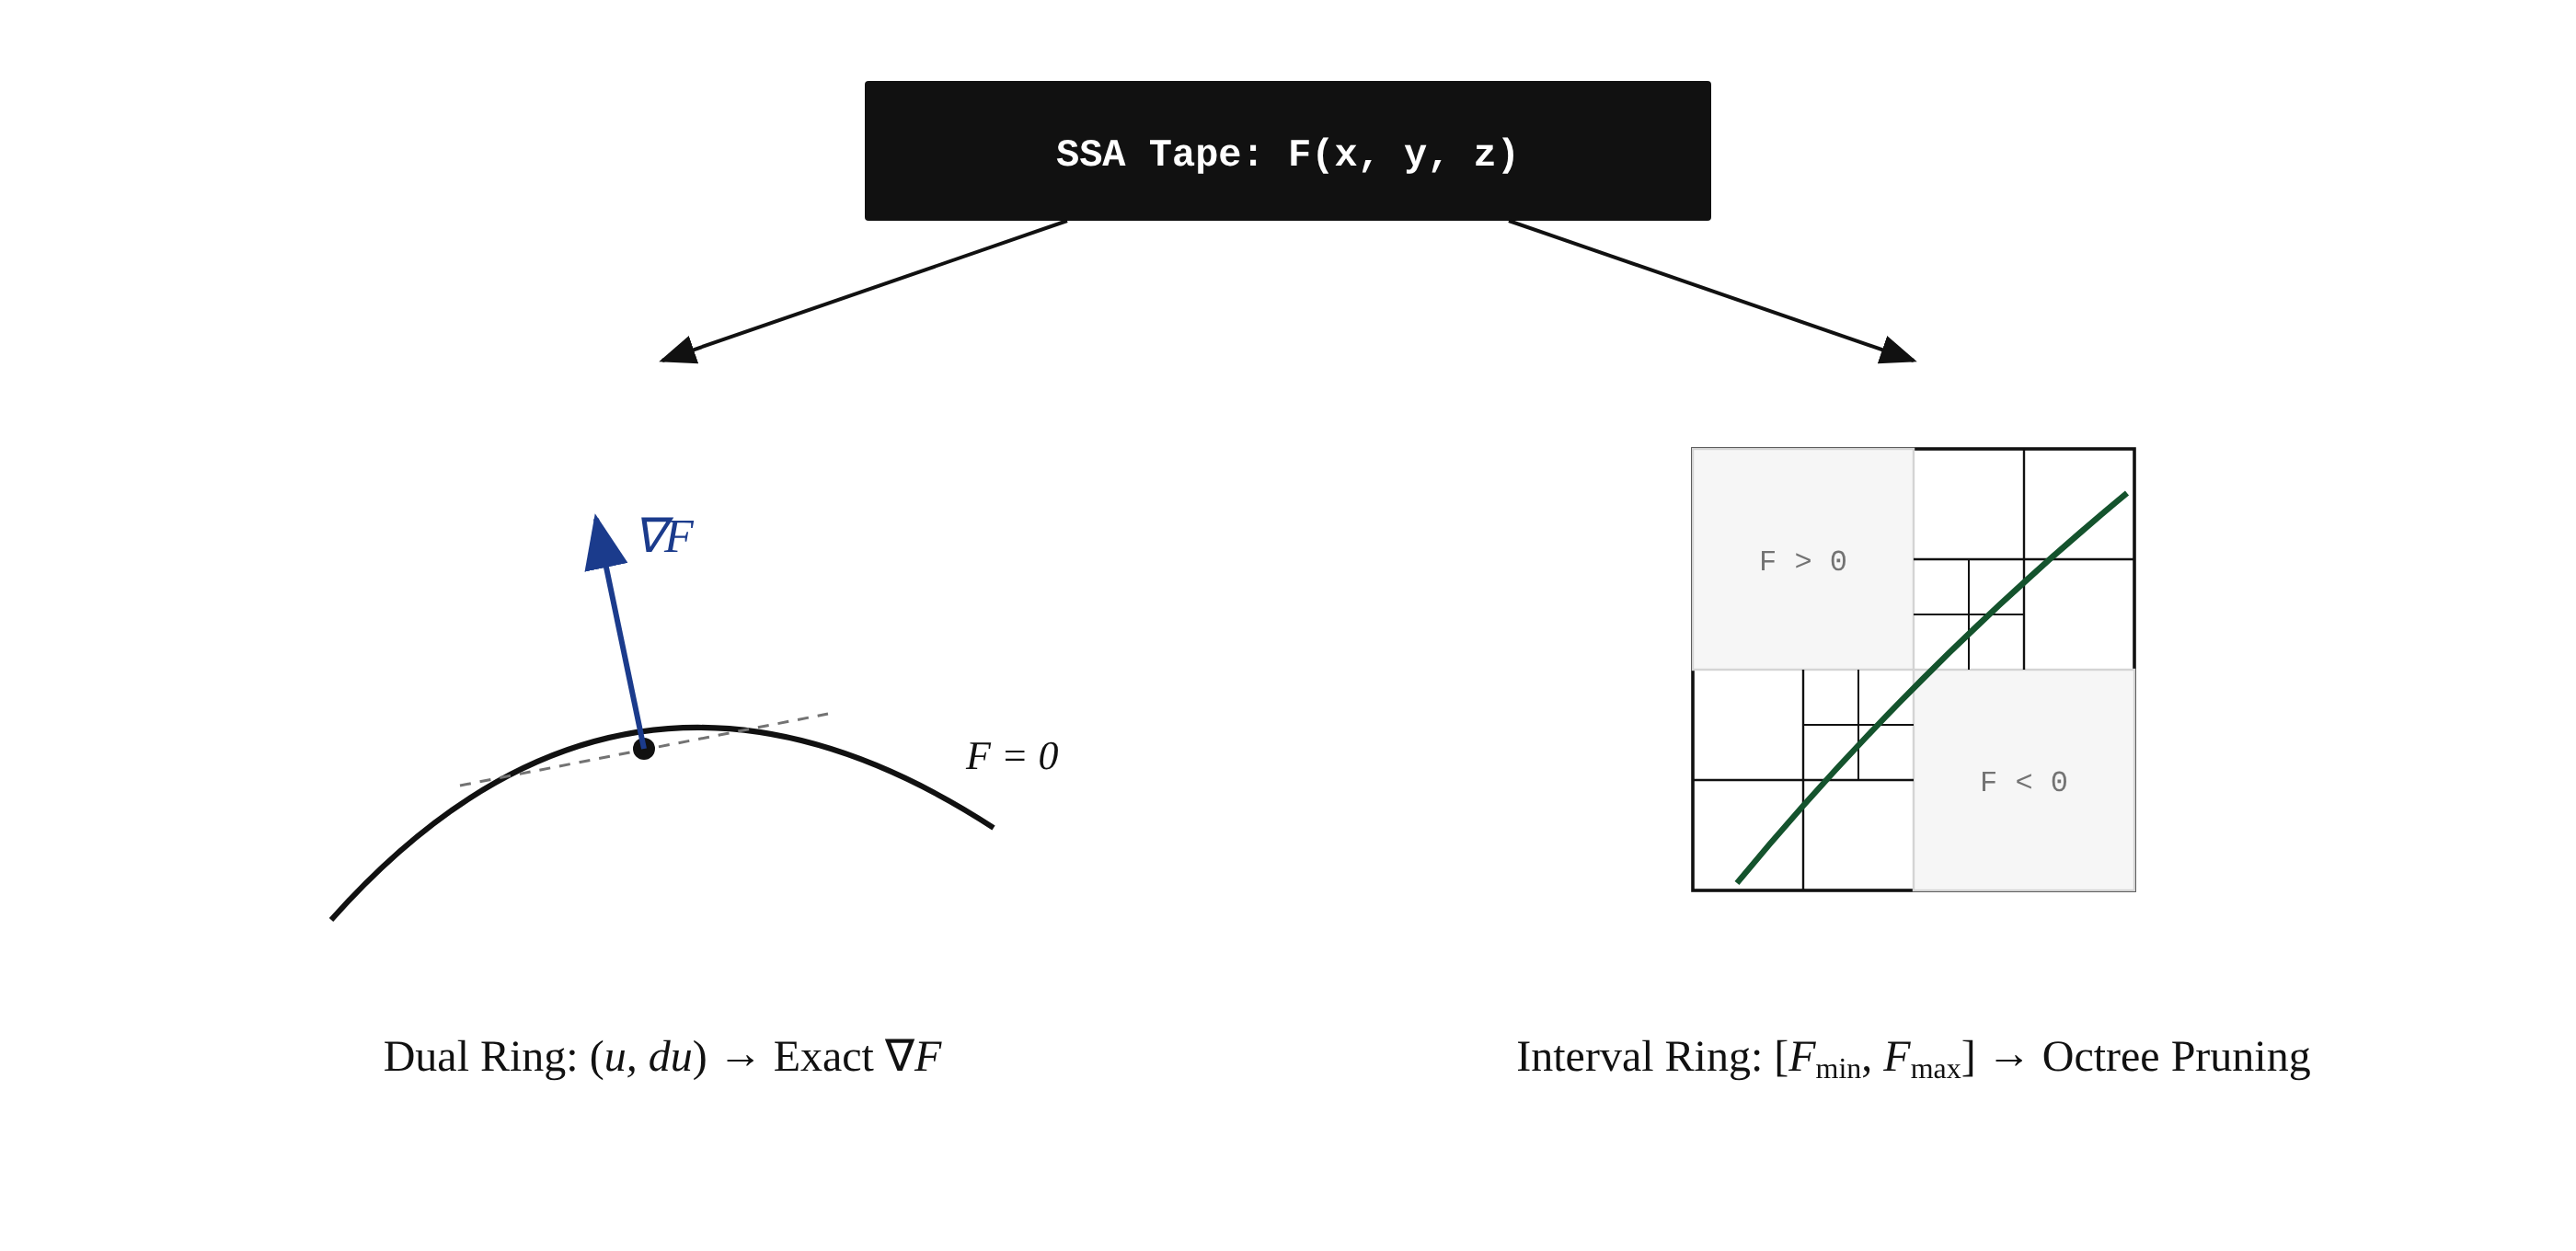 SSA Tape: F(x, y, z)
∇F
F = 0
F > 0
F < 0
Dual Ring: (u, du) → Exact ∇F
Interval Ring: [Fmin, Fmax] → Octree Pruning